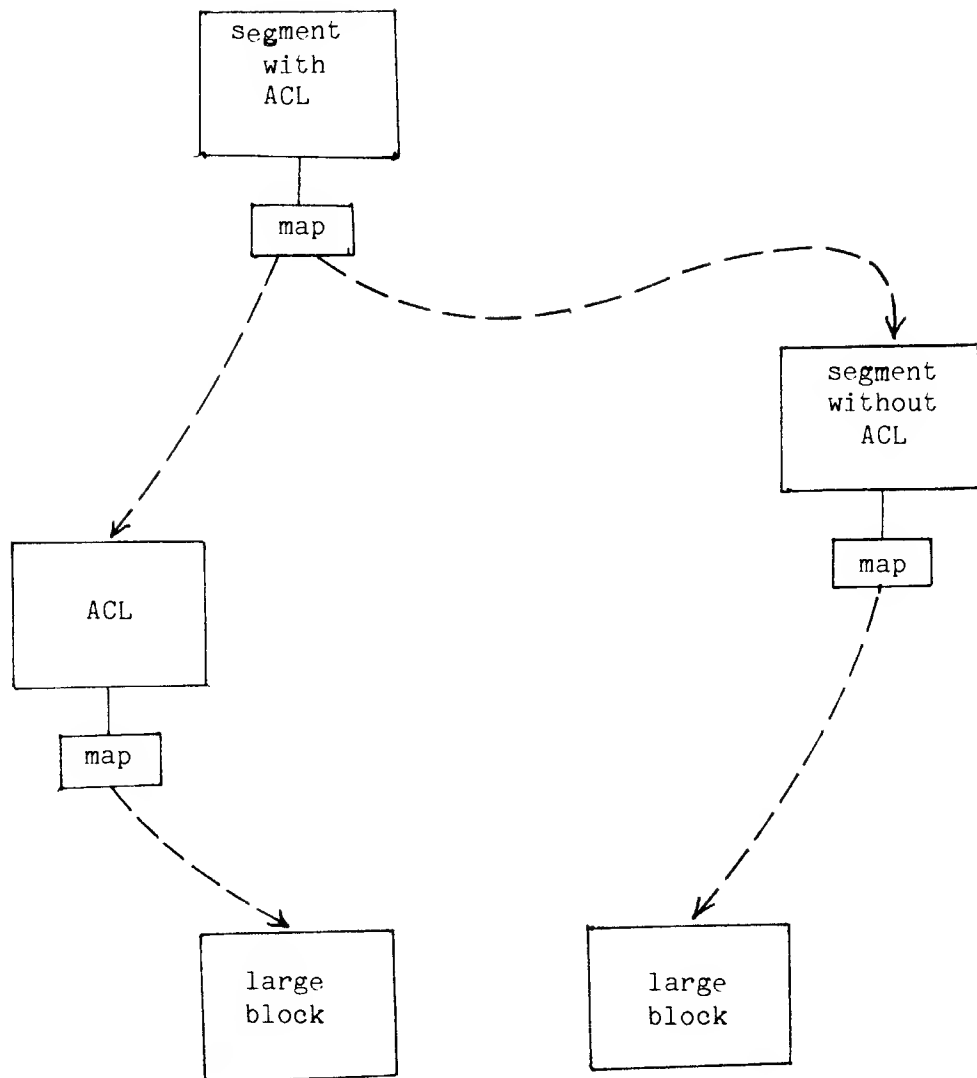 segment
with
ACL
map
segment
without
ACL
map
ACL
map
large
block
large
block